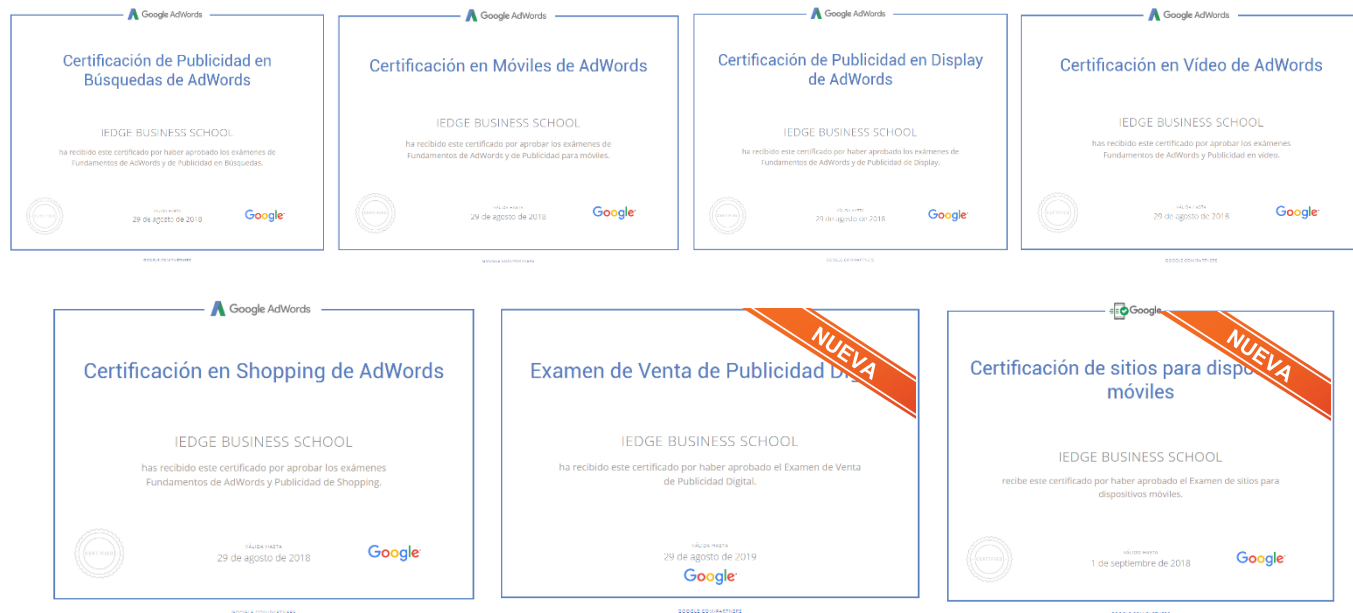 Google AdWords
Certificación de Publicidad en
Búsquedas de AdWords
IEDGE BUSINESS SCHOOL
ha recibido este certificado por haber aprobado los exámenes de
Fundamentos de AdWords y de Publicidad en Búsquedas.
29 de agosto de 2018
Google
Google AdWords
Certificación en Móviles de AdWords
IEDGE BUSINESS SCHOOL
ha recibido este certificado por aprobar los exámenes de
Fundamentos de AdWords y de Publicidad para móviles.
CERTIFIED
VÁLIDA HASTA
29 de agosto de 2018
Google
Google AdWords
Certificación de Publicidad en Display
de AdWords
IEDGE BUSINESS SCHOOL
ha recibido este certificado por haber aprobado los exámenes de
Fundamentos de AdWords y de Publicidad de Display.
29 de agosto de 2018
Google
Google AdWords
Certificación en Vídeo de AdWords
IEDGE BUSINESS SCHOOL
has recibido este certificado por aprobar los exámenes
Fundamentos de AdWords y Publicidad en vídeo.
29 de agosto de 2018
Google
Google AdWords
Certificación en Shopping de AdWords
IEDGE BUSINESS SCHOOL
has recibido este certificado por aprobar los exámenes
Fundamentos de AdWords y Publicidad de Shopping.
CERTIFIED
VÁLIDA HASTA
29 de agosto de 2018
Google
NUEVA
Examen de Venta de Publicidad
IEDGE BUSINESS SCHOOL
ha recibido este certificado por haber aprobado el Examen de Venta
de Publicidad Digital.
VÁLIDA HASTA
29 de agosto de 2019
Google
GOOGLE.COM/PARTNERS
Google
NUEVA
Certificación de sitios para dispo
móviles
IEDGE BUSINESS SCHOOL
recibe este certificado por haber aprobado el Examen de sitios para
dispositivos móviles.
CERTIFIED
VÁLIDO HASTA
1 de septiembre de 2018
Google